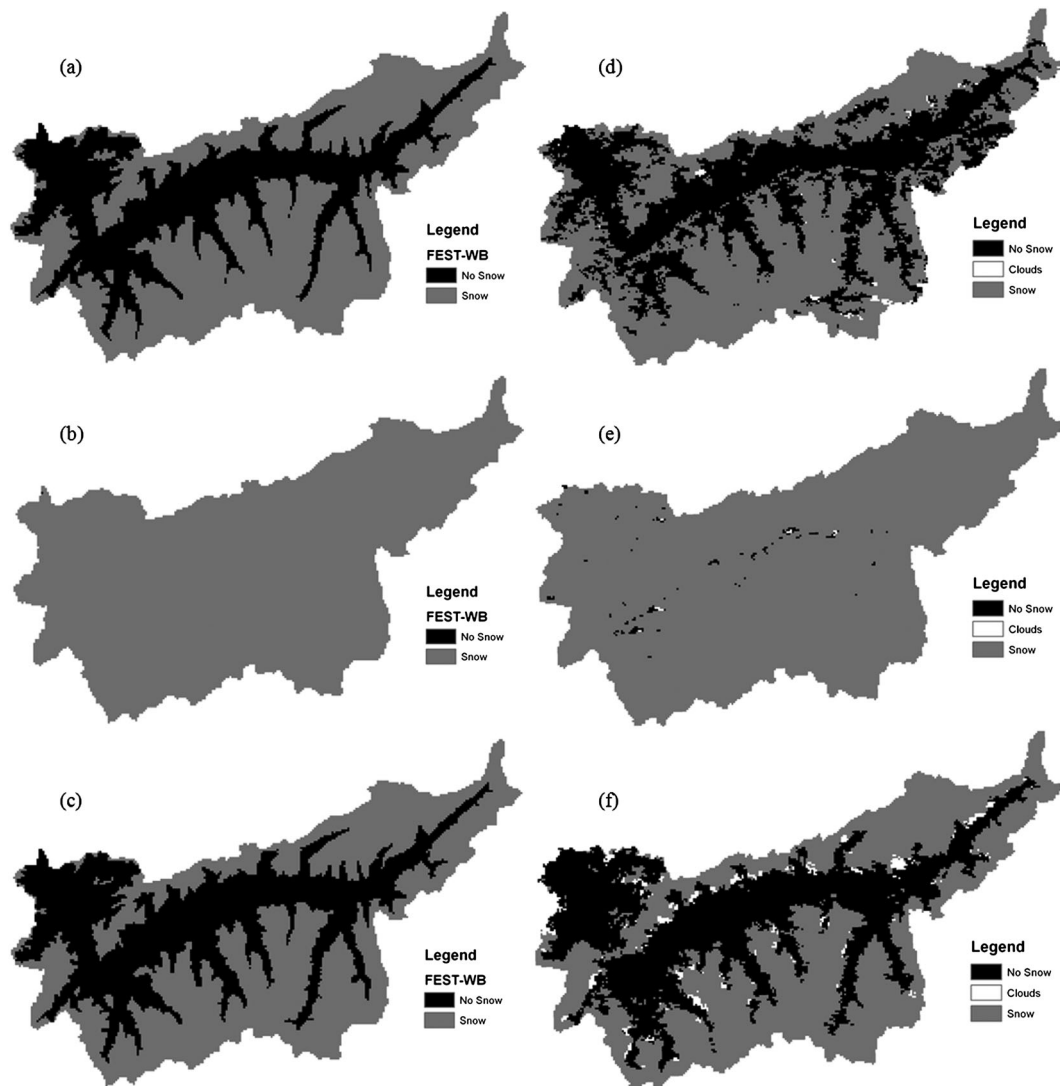 (a)
Legend
FEST-WB
No Snow
Snow
(d)
Legend
No Snow
Clouds
Snow
(b)
Legend
FEST-WB
No Snow
Snow
(e)
Legend
No Snow
Clouds
Snow
(c)
Legend
FEST-WB
No Snow
Snow
(f)
Legend
No Snow
Clouds
Snow